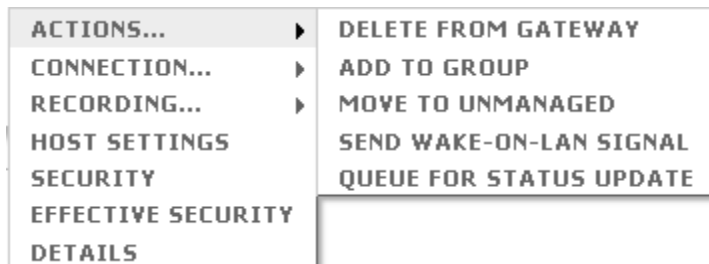 ACTIONS...
CONNECTION...
RECORDING...
HOST SETTINGS
SECURITY
EFFECTIVE SECURITY
DETAILS
DELETE FROM GATEWAY
ADD TO GROUP
MOVE TO UNMANAGED
SEND WAKE-ON-LAN SIGNAL
QUEUE FOR STATUS UPDATE